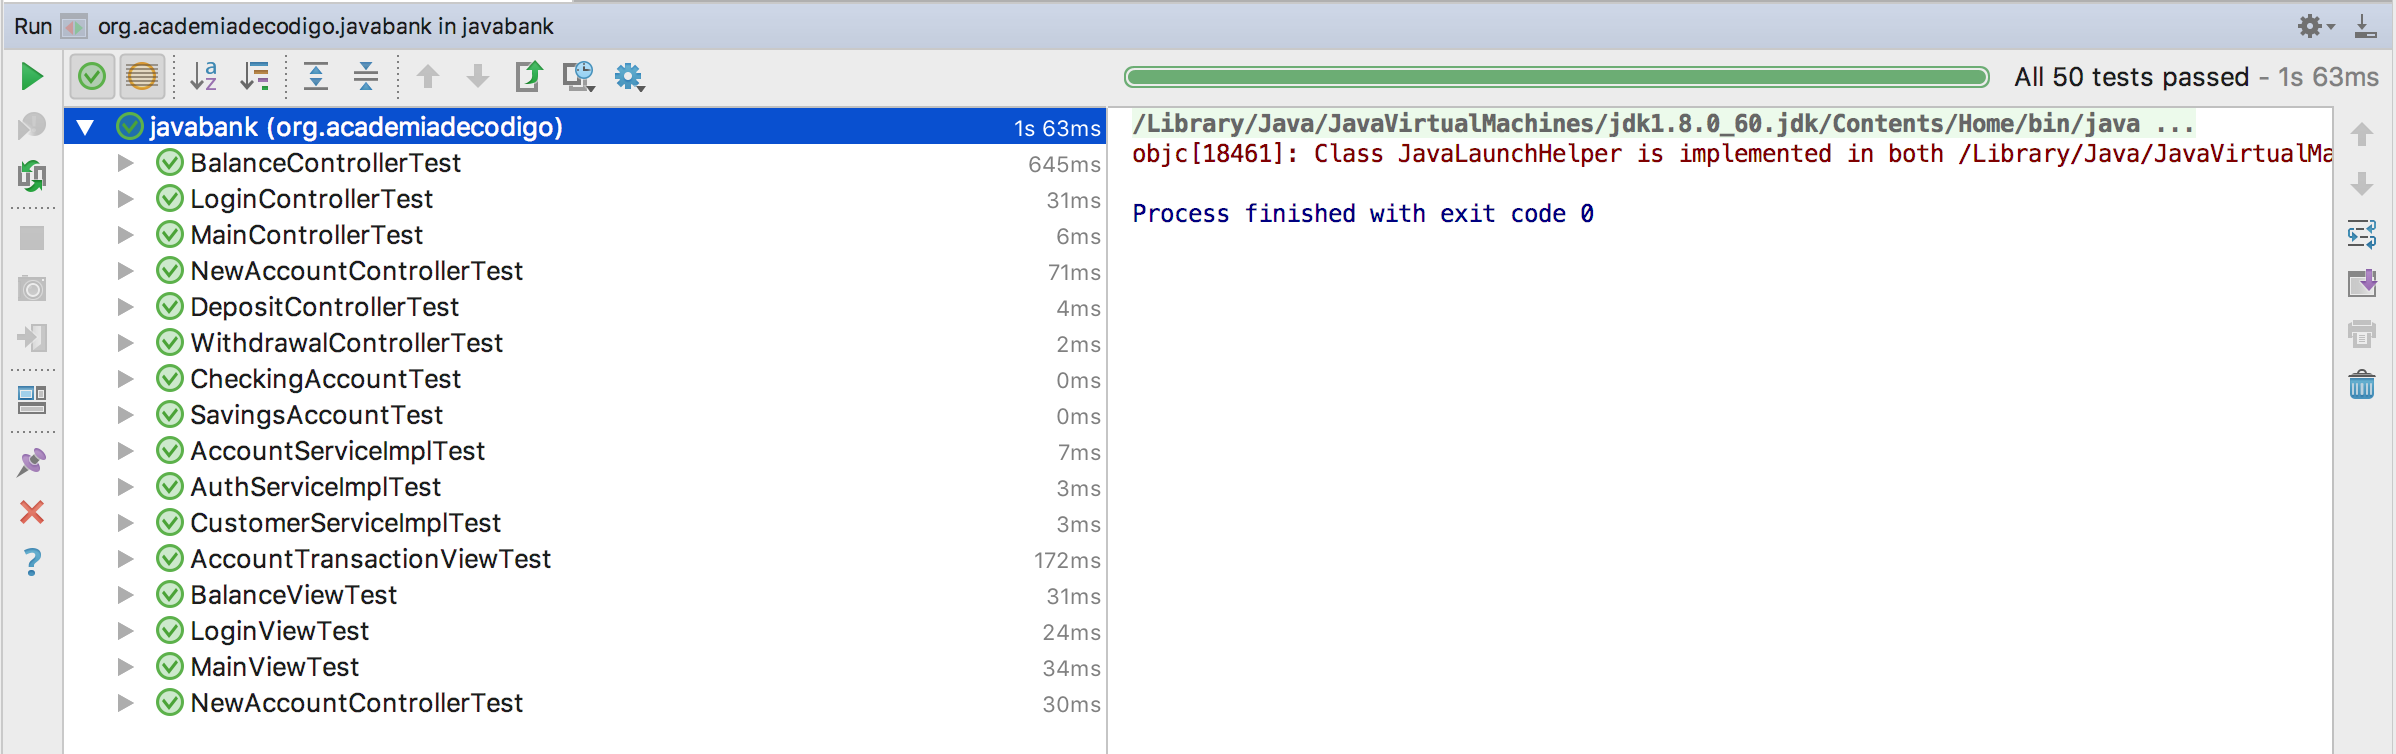 Run org.academiadecodigo.javabank in javabank
All 50 tests passed - 1s 63ms
javabank (org.academiadecodigo) 1s 63ms
BalanceControllerTest 645ms
LoginControllerTest 31ms
MainControllerTest 6ms
NewAccountControllerTest 71ms
DepositControllerTest 4ms
WithdrawalControllerTest 2ms
CheckingAccountTest 0ms
SavingsAccountTest 0ms
AccountServiceImplTest 7ms
AuthServiceImplTest 3ms
CustomerServiceImplTest 3ms
AccountTransactionViewTest 172ms
BalanceViewTest 31ms
LoginViewTest 24ms
MainViewTest 34ms
NewAccountControllerTest 30ms
/Library/Java/JavaVirtualMachines/jdk1.8.0_60.jdk/Contents/Home/bin/java ...
objc[18461]: Class JavaLaunchHelper is implemented in both /Library/Java/JavaVirtualMa
Process finished with exit code 0